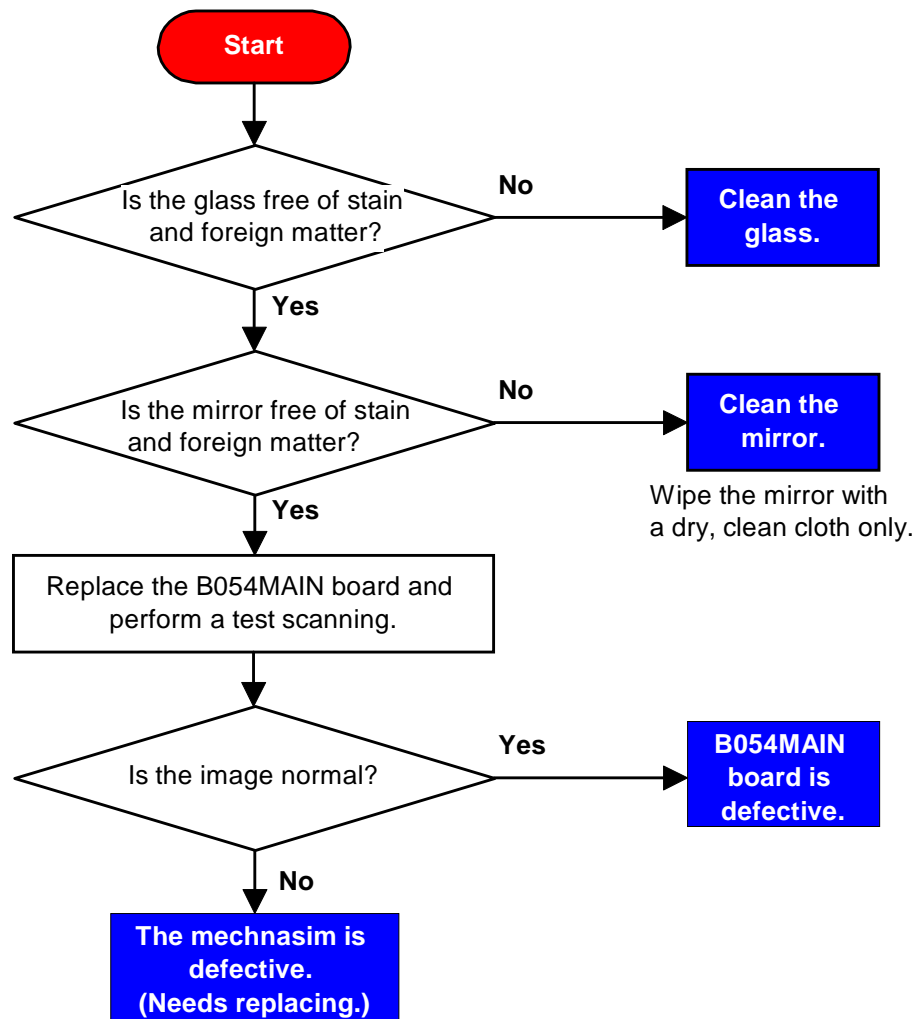 Start
Is the glass free of stain
and foreign matter?
No
Clean the
glass.
Yes
Is the mirror free of stain
and foreign matter?
No
Clean the
mirror.
Wipe the mirror with
a dry, clean cloth only.
Yes
Replace the B054MAIN board and
perform a test scanning.
Is the image normal?
Yes
B054MAIN
board is
defective.
No
The mechnasim is
defective.
(Needs replacing.)